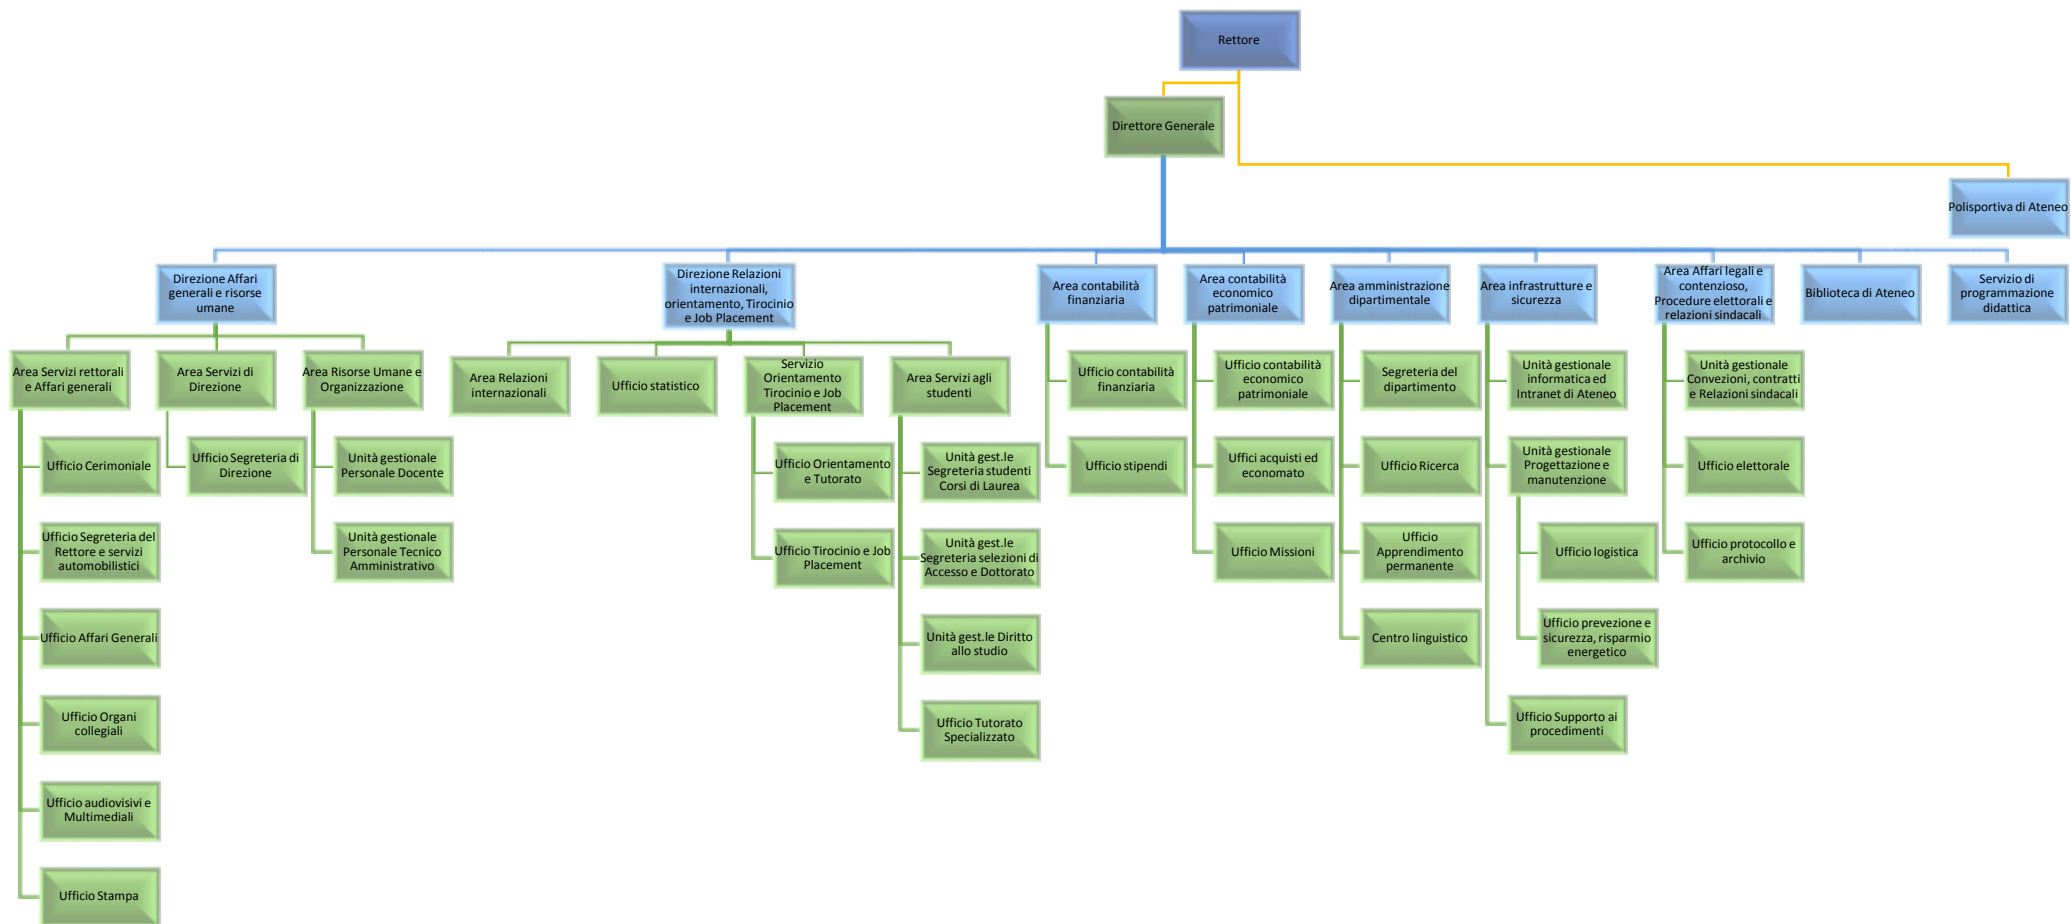 Rettore
Direttore Generale
Polisportiva di Ateneo
Direzione Affari
generali e risorse
umane
Direzione Relazioni
internazionali,
orientamento, Tirocinio
e Job Placement
Area contabilità
finanziaria
Area contabilità
economico
patrimoniale
Area amministrazione
dipartimentale
Area infrastrutture e
sicurezza
Area Affari legali e
contenzioso,
Procedure elettorali e
relazioni sindacali
Biblioteca di Ateneo
Servizio di
programmazione
didattica
Area Servizi rettorali
e Affari generali
Area Servizi di
Direzione
Area Risorse Umane e
Organizzazione
Area Relazioni
internazionali
Ufficio statistico
Servizio
Orientamento
Tirocinio e Job
Placement
Area Servizi agli
studenti
Ufficio contabilità
finanziaria
Ufficio contabilità
economico
patrimoniale
Segreteria del
dipartimento
Unità gestionale
informatica ed
Intranet di Ateneo
Unità gestionale
Convezioni, contratti
e Relazioni sindacali
Ufficio Cerimoniale
Ufficio Segreteria di
Direzione
Unità gestionale
Personale Docente
Ufficio Orientamento
e Tutorato
Unità gest.le
Segreteria studenti
Corsi di Laurea
Ufficio stipendi
Uffici acquisti ed
economato
Ufficio Ricerca
Unità gestionale
Progettazione e
manutenzione
Ufficio elettorale
Ufficio Segreteria del
Rettore e servizi
automobilistici
Unità gestionale
Personale Tecnico
Amministrativo
Ufficio Tirocinio e Job
Placement
Unità gest.le
Segreteria selezioni di
Accesso e Dottorato
Ufficio Missioni
Ufficio
Apprendimento
permanente
Ufficio logistica
Ufficio protocollo e
archivio
Ufficio Affari Generali
Unità gest.le Diritto
allo studio
Centro linguistico
Ufficio prevezione e
sicurezza, risparmio
energetico
Ufficio Organi
collegiali
Ufficio Tutorato
Specializzato
Ufficio Supporto ai
procedimenti
Ufficio audiovisivi e
Multimediali
Ufficio Stampa